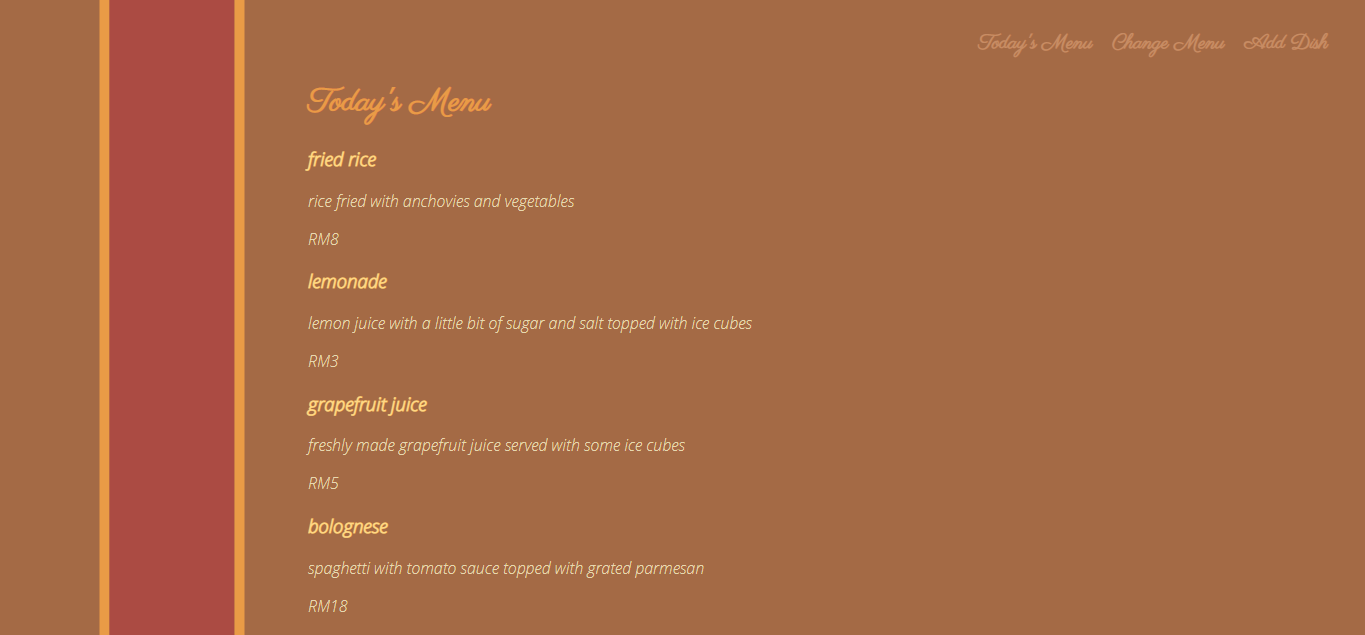 Today's Menu Change Menu Add Dish
Today's Menu
fried rice
rice fried with anchovies and vegetables
RM8
lemonade
lemon juice with a little bit of sugar and salt topped with ice cubes
RM3
grapefruit juice
freshly made grapefruit juice served with some ice cubes
RM5
bolognese
spaghetti with tomato sauce topped with grated parmesan
RM18